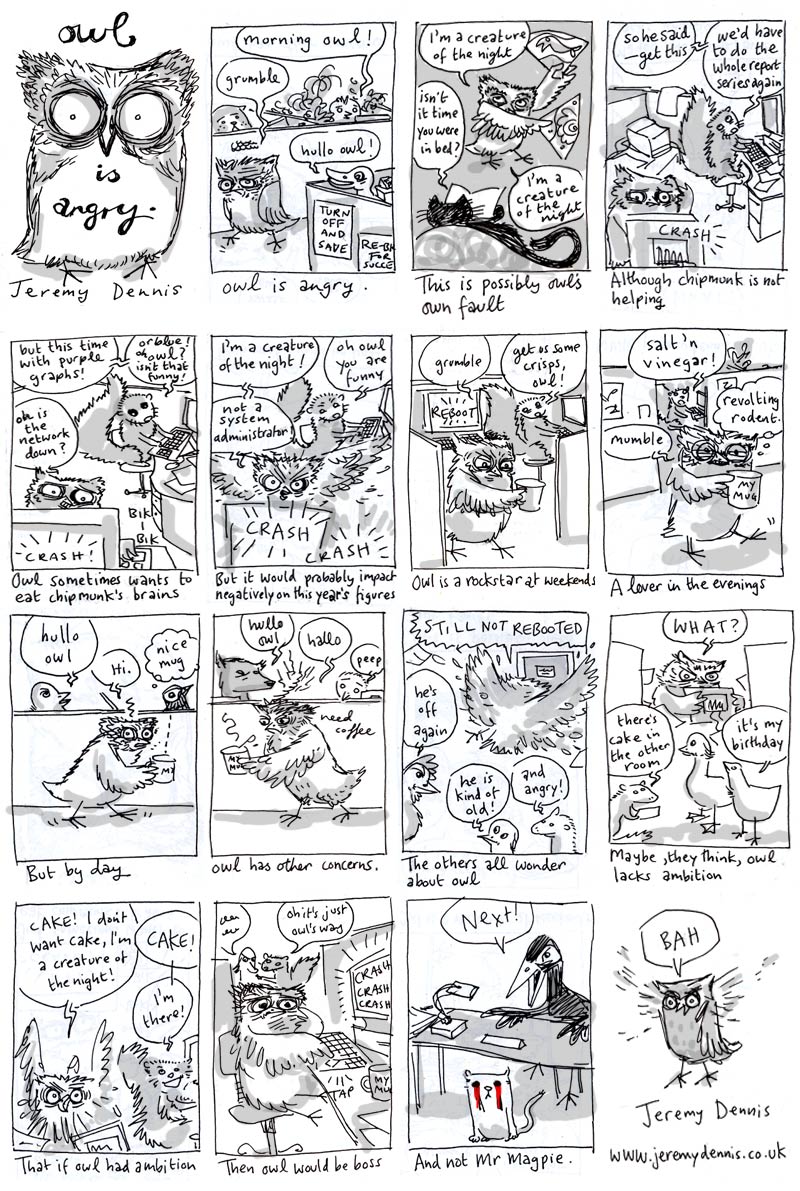 owl
is
angry.
Jeremy Dennis
morning owl!
grumble
hullo owl!
TURN
OFF
AND
SAVE
FOR
owl is angry.
I'm a creature
of the night
isn't
it time
you were
in bed?
I'm a
creature
of the
night
This is possibly owl's
own fault
so he said
-get this
we'd have
to do the
whole report
series again
CRASH
Although chipmunk is not
helping
but this time
with purple
graphs!
or blue!
owl?
isn't that
funny!
oh is
the
network
down?
BIK
BIK
CRASH!
Owl sometimes wants to
eat chipmunk's brains
I'm a creature
of the night!
oh owl
you are
funny
not a
system
administrator!
CRASH
CRASH
But it would probably impact
negatively on this year's figures
grumble
get us some
crisps,
owl!
REBOOT
Owl is a rockstar at weekends
salt'n
vinegar!
revolting
rodent.
mumble
MY
MUG
A lover in the evenings
hullo
owl
Hi.
nice
mug
MY
But by day
hullo
owl
hallo
peep
need
coffee
MY
MUG
owl has other concerns.
STILL NOT REBOOTED
he's
off
again
he is
kind of
old!
and
angry!
The others all wonder
about owl
WHAT?
MU
there's
cake in
the other
room
it's my
birthday
Maybe, they think, owl
lacks ambition
CAKE! I don't
want cake, I'm
a creature of
the night!
CAKE!
I'm
there!
That if owl had ambition
oh it's just
owl's way
CRASH
CRASH
CRASH
TAP
MY
MU
Then owl would be boss
Next!
And not Mr Magpie.
BAH
Jeremy Dennis
www.jeremydennis.co.uk